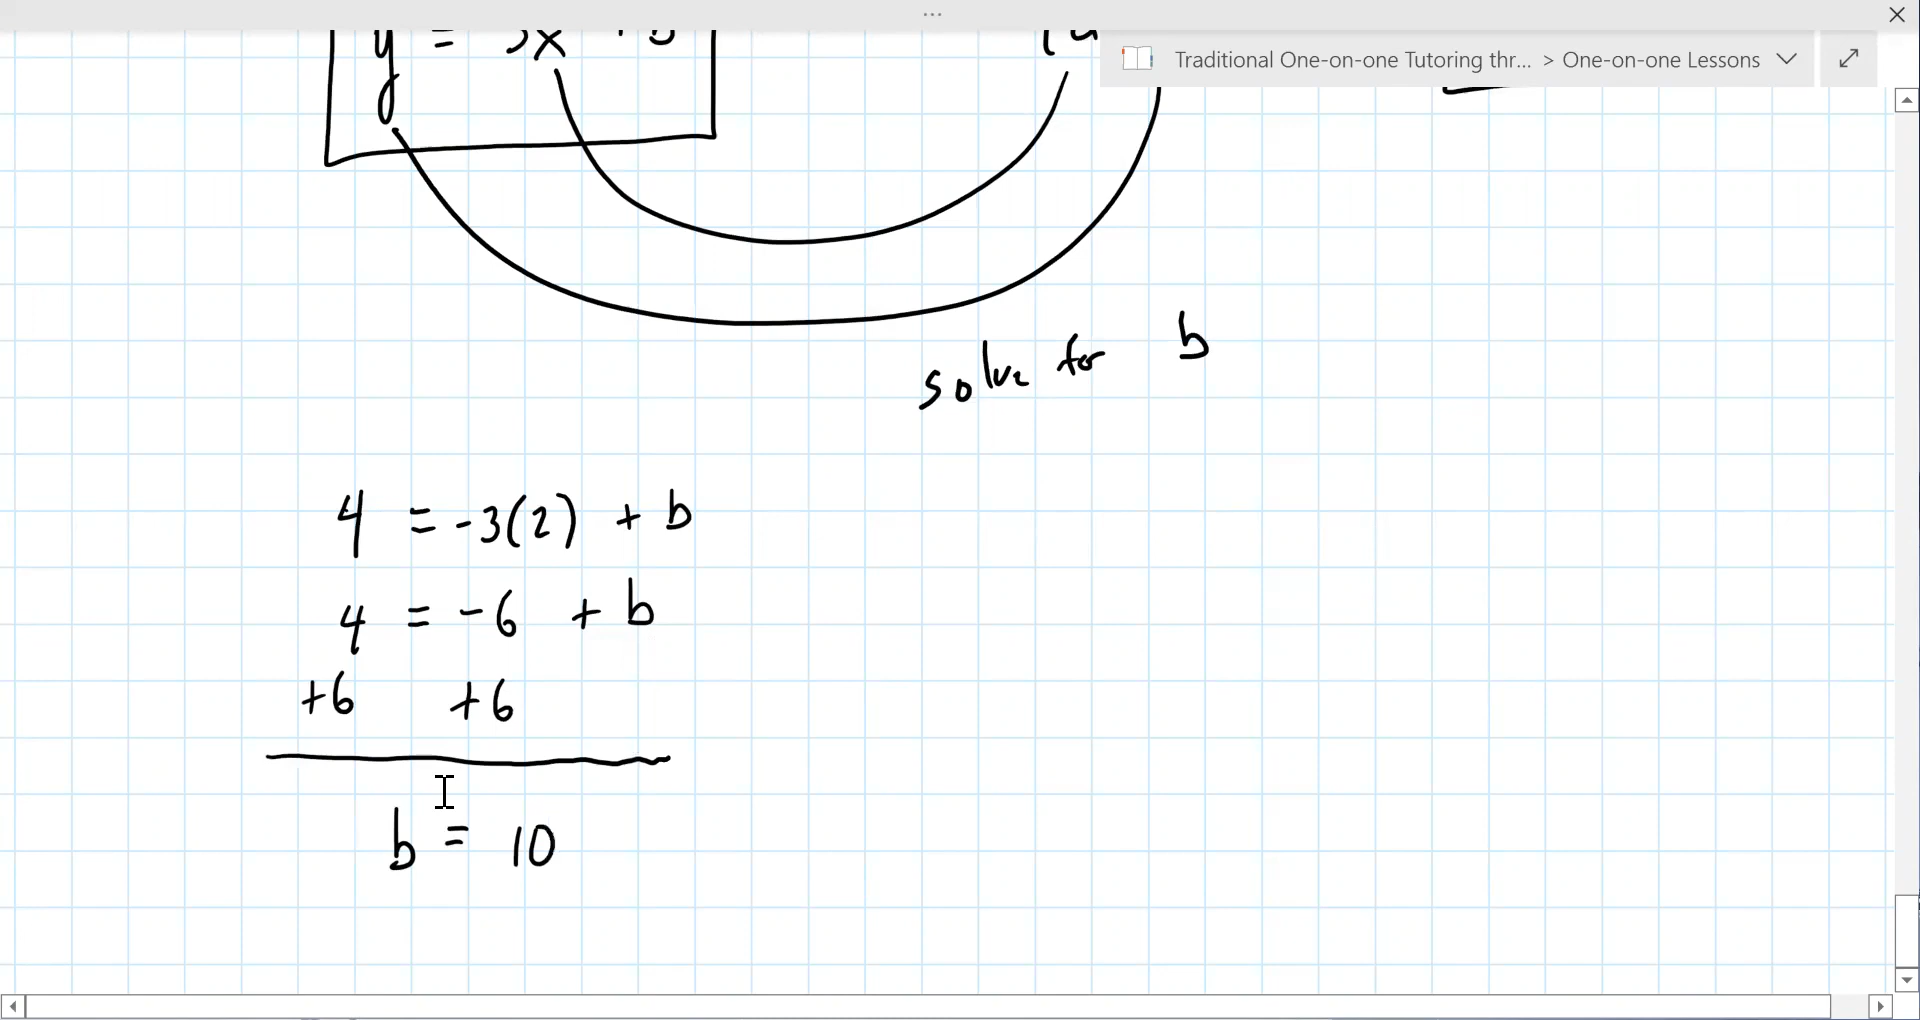 ...
Traditional One-on-one Tutoring thr... > One-on-one Lessons
y = 3x + b
solve for b
4 = -3(2) + b
4 = -6 + b
+6 +6
b = 10